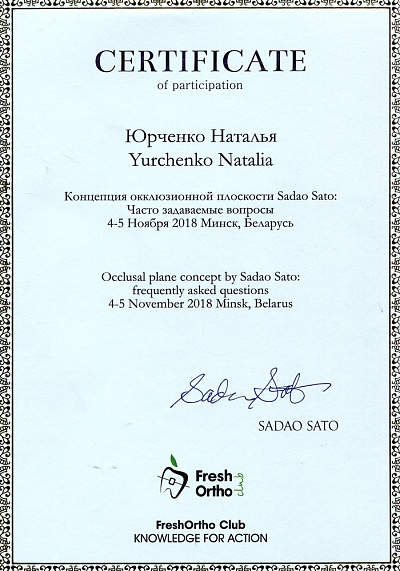 CERTIFICATE
of participation
Юрченко Наталья
Yurchenko Natalia
Концепция окклюзионной плоскости Sadao Sato:
Часто задаваемые вопросы
4-5 Ноября 2018 Минск, Беларусь
Occlusal plane concept by Sadao Sato:
frequently asked questions
4-5 November 2018 Minsk, Belarus
Sadao Sato
SADAO SATO
Fresh
Ortho club
FreshOrtho Club
KNOWLEDGE FOR ACTION